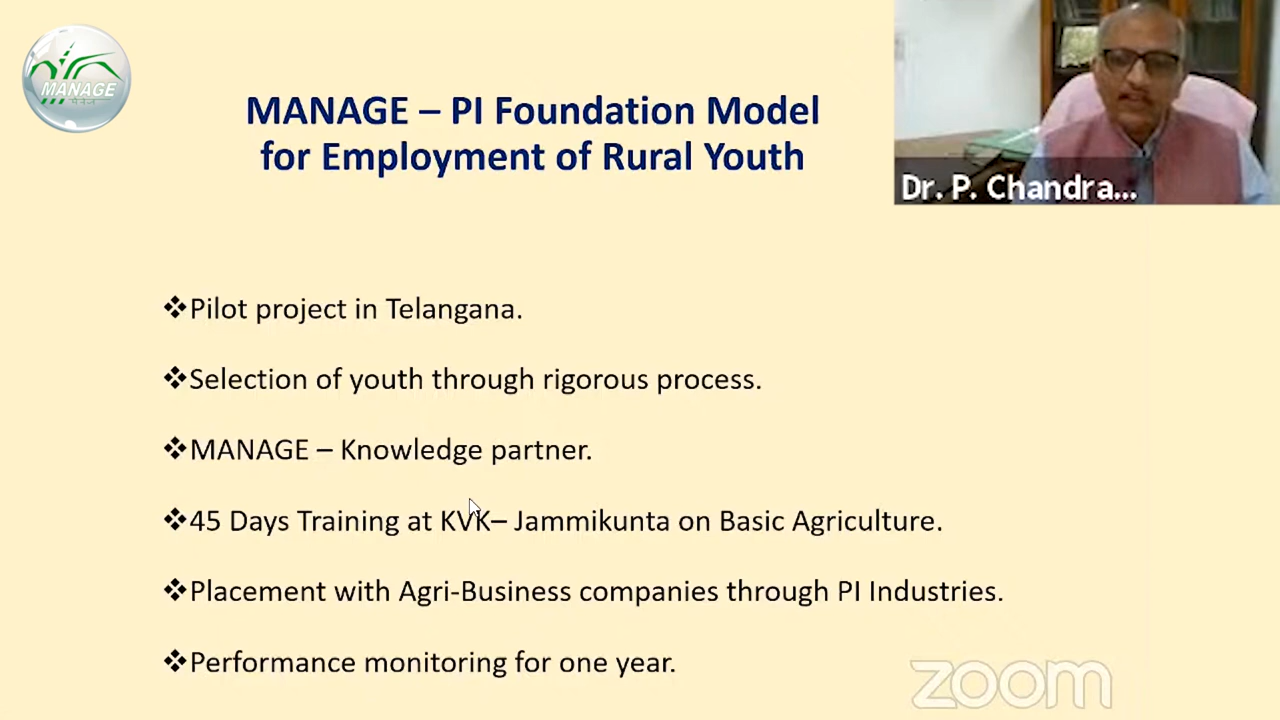 MANAGE
मैनेज
MANAGE – PI Foundation Model
for Employment of Rural Youth
Dr. P. Chandra...
❖Pilot project in Telangana.
❖Selection of youth through rigorous process.
❖MANAGE – Knowledge partner.
❖45 Days Training at KVK– Jammikunta on Basic Agriculture.
❖Placement with Agri-Business companies through PI Industries.
❖Performance monitoring for one year.
zoom